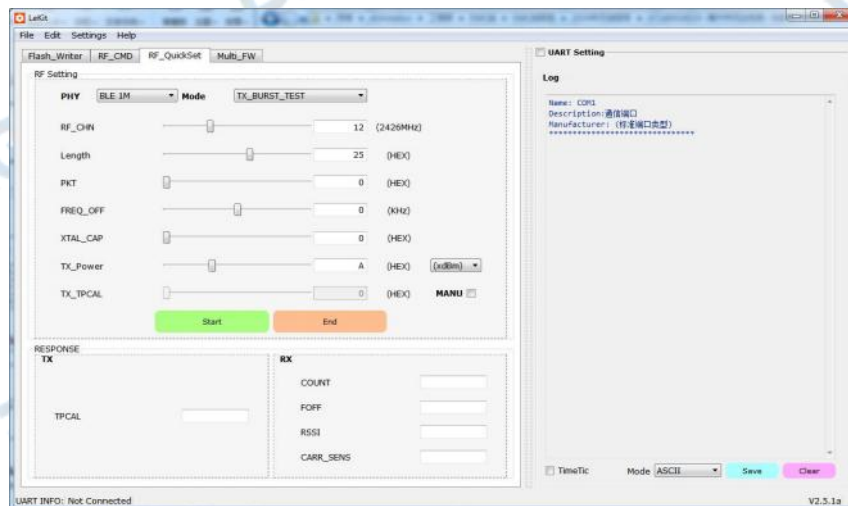 LeKit
File Edit Settings Help
Flash_Writer RF_CMD RF_QuickSet Multi_FW
RF Setting
PHY BLE 1M Mode TX_BURST_TEST
RF_CHN 12 (2426MHz)
Length 25 (HEX)
PKT 0 (HEX)
FREQ_OFF 0 (KHz)
XTAL_CAP 0 (HEX)
TX_Power A (HEX) (xdBm)
TX_TPCAL 0 (HEX) MANU
Start End
RESPONSE
TX
TPCAL
RX
COUNT
FOFF
RSSI
CARR_SENS
UART Setting
Log
Name: COM1
Description:通信端口
Manufacturer: (标准端口类型)
*******************************
TimeTic Mode ASCII Save Clear
UART INFO: Not Connected V2.5.1a